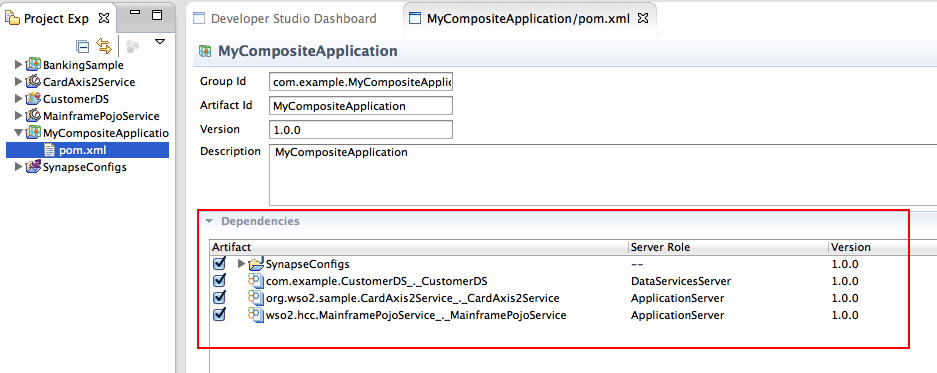 Project Exp
BankingSample
CardAxis2Service
CustomerDS
MainframePojoService
MyCompositeApplicatio
pom.xml
SynapseConfigs
Developer Studio Dashboard
MyCompositeApplication/pom.xml
MyCompositeApplication
Group Id com.example.MyCompositeApplic
Artifact Id MyCompositeApplication
Version 1.0.0
Description MyCompositeApplication
Dependencies
Artifact Server Role Version
SynapseConfigs -- 1.0.0
com.example.CustomerDS_._CustomerDS DataServicesServer 1.0.0
org.wso2.sample.CardAxis2Service_._CardAxis2Service ApplicationServer 1.0.0
wso2.hcc.MainframePojoService_._MainframePojoService ApplicationServer 1.0.0